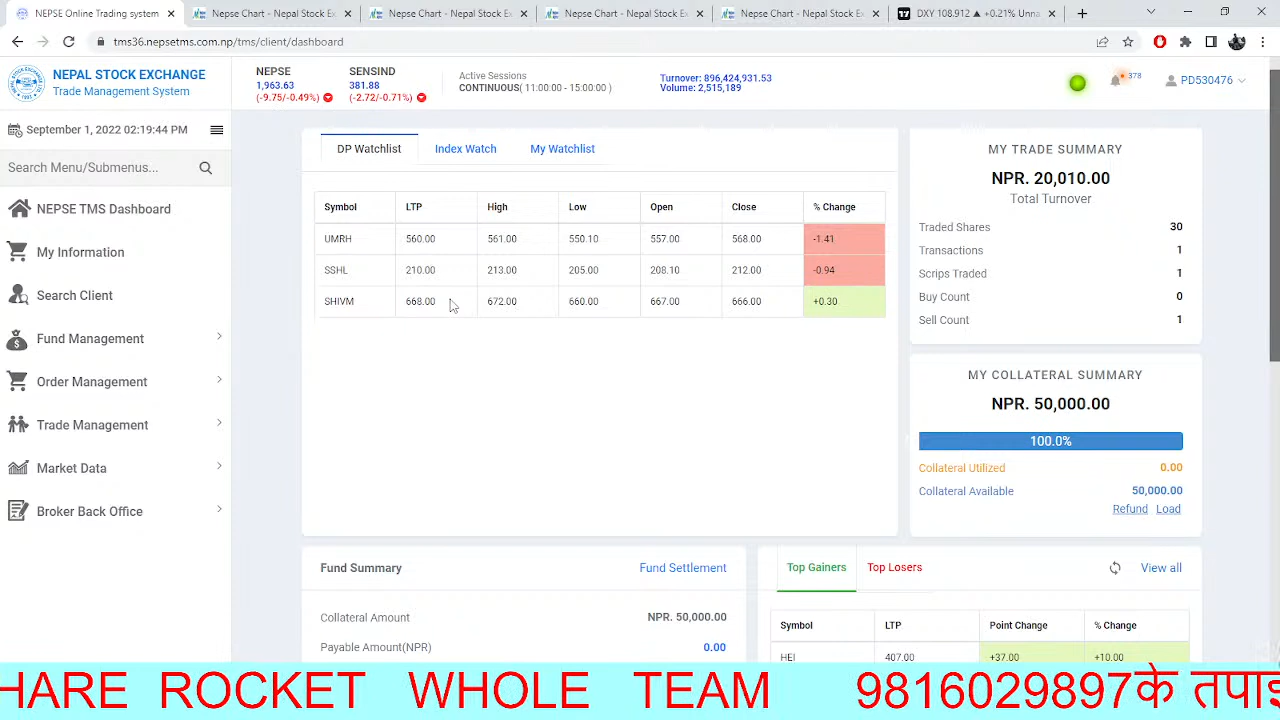 NEPSE Online Trading system- × Nepse Chart - Nepal Stock Ex × Nepse chart - Nepse system × Nepse Chart - Nepal Stock Ex × Nepse Chart - Nepal Stock Ex × DXY 108.912 ▲ +0.21% Unna × +
tms36.nepsetms.com.np/tms/client/dashboard
NEPAL STOCK EXCHANGE
Trade Management System
NEPSE
1,963.63
(-9.75/-0.49%)
SENSIND
381.88
(-2.72/-0.71%)
Active Sessions
CONTINUOUS( 11:00:00 - 15:00:00 )
Turnover: 896,424,931.53
Volume: 2,515,189
378
PD530476
September 1, 2022 02:19:44 PM
Search Menu/Submenus...
NEPSE TMS Dashboard
My Information
Search Client
Fund Management
Order Management
Trade Management
Market Data
Broker Back Office
DP Watchlist Index Watch My Watchlist
Symbol LTP High Low Open Close % Change
UMRH 560.00 561.00 550.10 557.00 568.00 -1.41
SSHL 210.00 213.00 205.00 208.10 212.00 -0.94
SHIVM 668.00 672.00 660.00 667.00 666.00 +0.30
MY TRADE SUMMARY
NPR. 20,010.00
Total Turnover
Traded Shares 30
Transactions 1
Scrips Traded 1
Buy Count 0
Sell Count 1
MY COLLATERAL SUMMARY
NPR. 50,000.00
100.0%
Collateral Utilized 0.00
Collateral Available 50,000.00
Refund Load
Fund Summary Fund Settlement
Collateral Amount NPR. 50,000.00
Payable Amount(NPR) 0.00
Top Gainers Top Losers View all
Symbol LTP Point Change % Change
HEI 407.00 +37.00 +10.00
HARE ROCKET WHOLE TEAM 9816029897के तपाइ